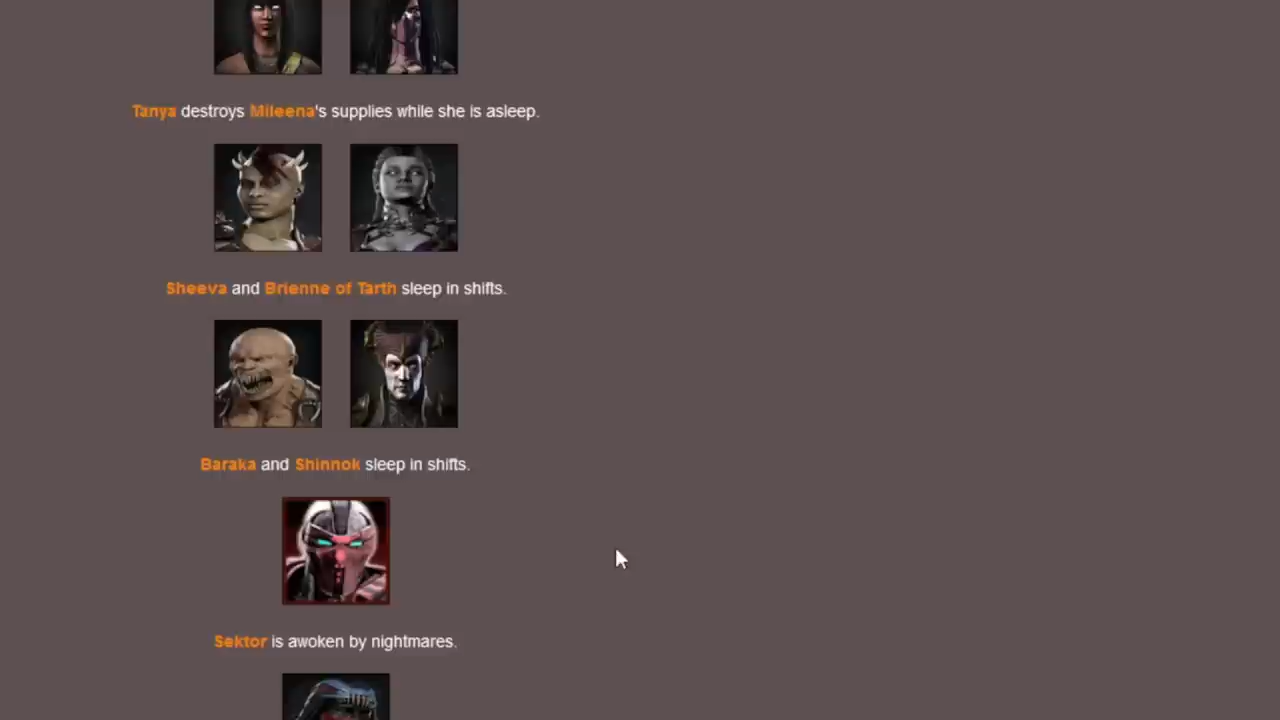 Tanya destroys Mileena's supplies while she is asleep.
Sheeva and Brienne of Tarth sleep in shifts.
Baraka and Shinnok sleep in shifts.
Sektor is awoken by nightmares.